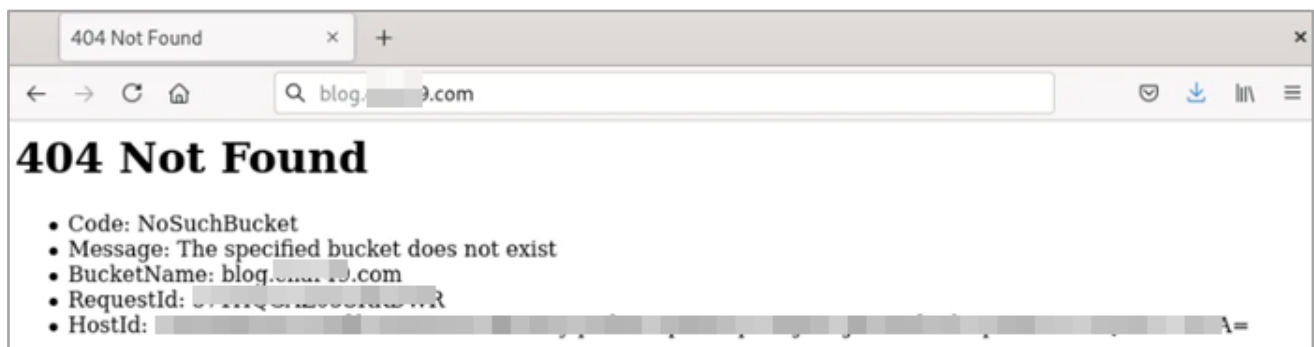 404 Not Found
blog. 9.com
404 Not Found
• Code: NoSuchBucket
• Message: The specified bucket does not exist
• BucketName: blog. .com
• RequestId:
• HostId: A=